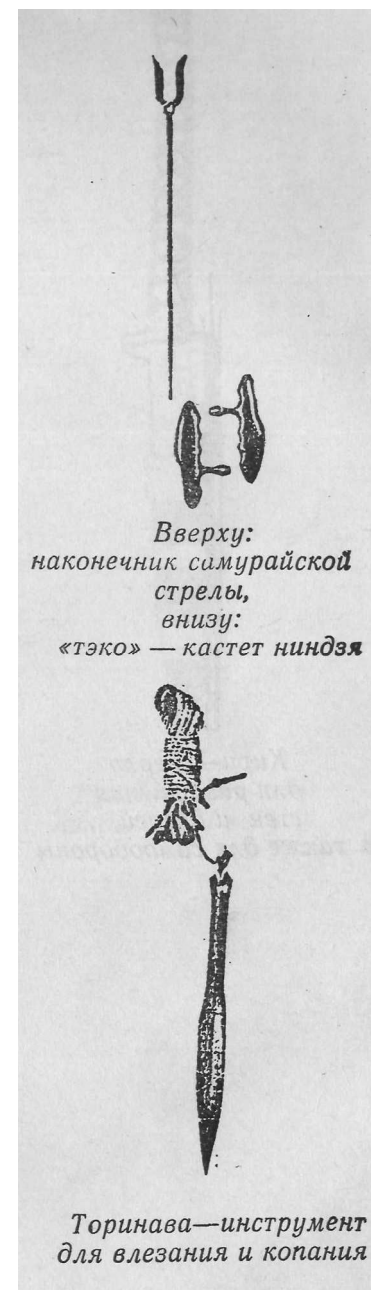 Вверху:
наконечник самурайской
стрелы,
внизу:
«тэко» — кастет ниндзя
Торинава—инструмент
для влезания и копания